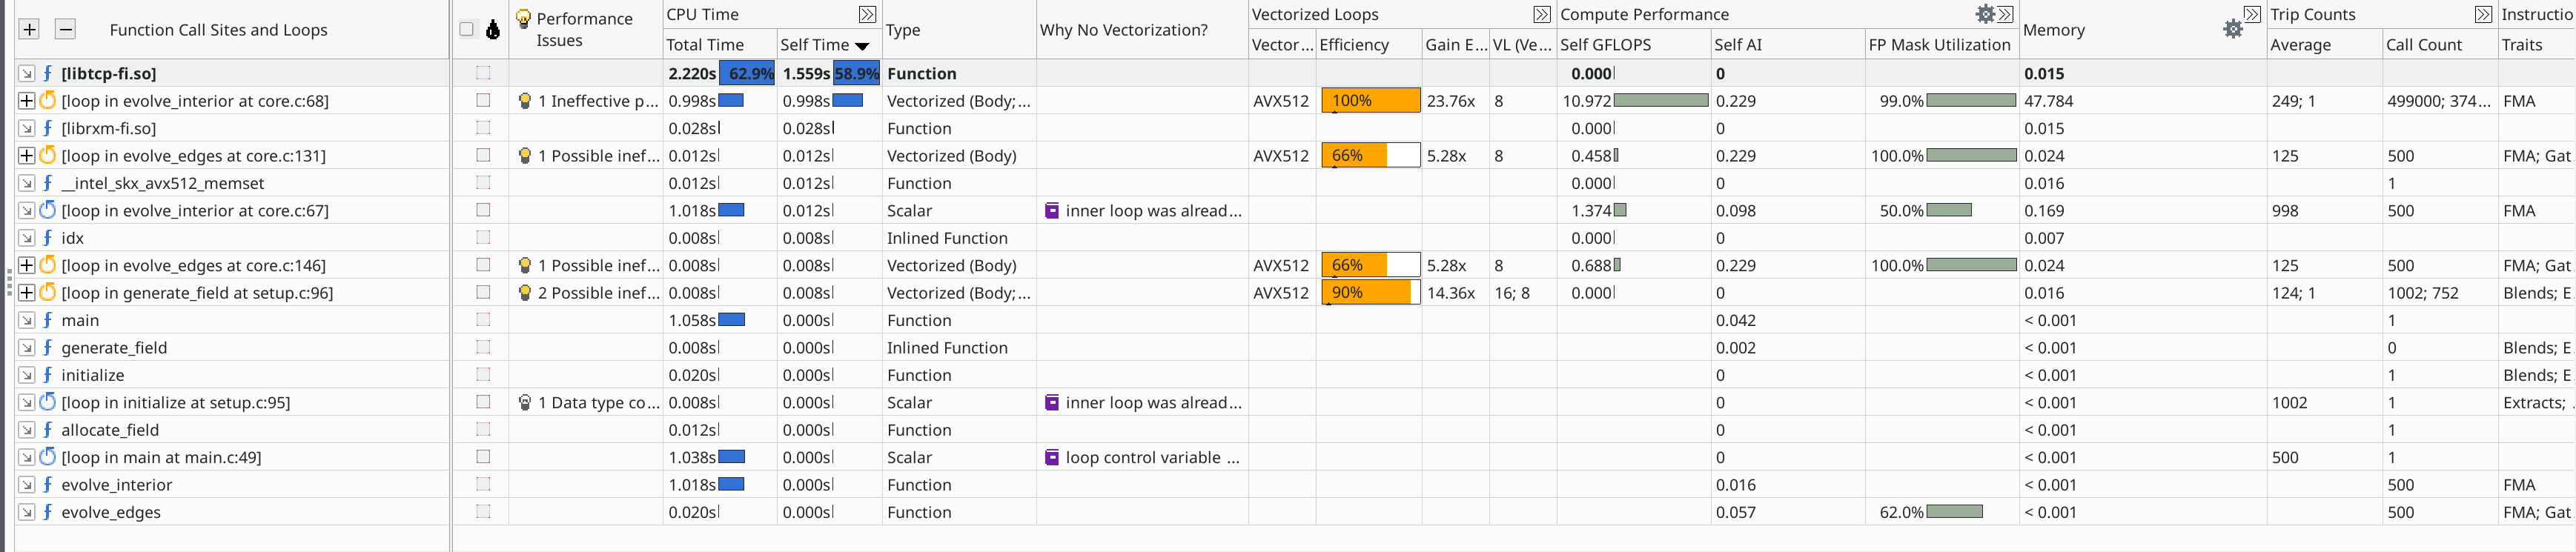 Function Call Sites and Loops Performance Issues CPU Time Type Why No Vectorization? Vectorized Loops Compute Performance Memory Trip Counts Instructio
Total Time Self Time Vector... Efficiency Gain E... VL (Ve... Self GFLOPS Self AI FP Mask Utilization Average Call Count Traits
[libtcp-fi.so] 2.220s 62.9% 1.559s 58.9% Function 0.000 0 0.015
[loop in evolve_interior at core.c:68] 1 Ineffective p... 0.998s 0.998s Vectorized (Body;... AVX512 100% 23.76x 8 10.972 0.229 99.0% 47.784 249; 1 499000; 374... FMA
[librxm-fi.so] 0.028s 0.028s Function 0.000 0 0.015
[loop in evolve_edges at core.c:131] 1 Possible inef... 0.012s 0.012s Vectorized (Body) AVX512 66% 5.28x 8 0.458 0.229 100.0% 0.024 125 500 FMA; Gat
__intel_skx_avx512_memset 0.012s 0.012s Function 0.000 0 0.016 1
[loop in evolve_interior at core.c:67] 1.018s 0.012s Scalar inner loop was alread... 1.374 0.098 50.0% 0.169 998 500 FMA
idx 0.008s 0.008s Inlined Function 0.000 0 0.007
[loop in evolve_edges at core.c:146] 1 Possible inef... 0.008s 0.008s Vectorized (Body) AVX512 66% 5.28x 8 0.688 0.229 100.0% 0.024 125 500 FMA; Gat
[loop in generate_field at setup.c:96] 2 Possible inef... 0.008s 0.008s Vectorized (Body;... AVX512 90% 14.36x 16; 8 0.000 0 0.016 124; 1 1002; 752 Blends; E
main 1.058s 0.000s Function 0.042 < 0.001 1
generate_field 0.008s 0.000s Inlined Function 0.002 < 0.001 0 Blends; E
initialize 0.020s 0.000s Function 0 < 0.001 1 Blends; E
[loop in initialize at setup.c:95] 1 Data type co... 0.008s 0.000s Scalar inner loop was alread... 0 < 0.001 1002 1 Extracts;
allocate_field 0.012s 0.000s Function 0 < 0.001 1
[loop in main at main.c:49] 1.038s 0.000s Scalar loop control variable ... 0 < 0.001 500 1
evolve_interior 1.018s 0.000s Function 0.016 < 0.001 500 FMA
evolve_edges 0.020s 0.000s Function 0.057 62.0% < 0.001 500 FMA; Gat